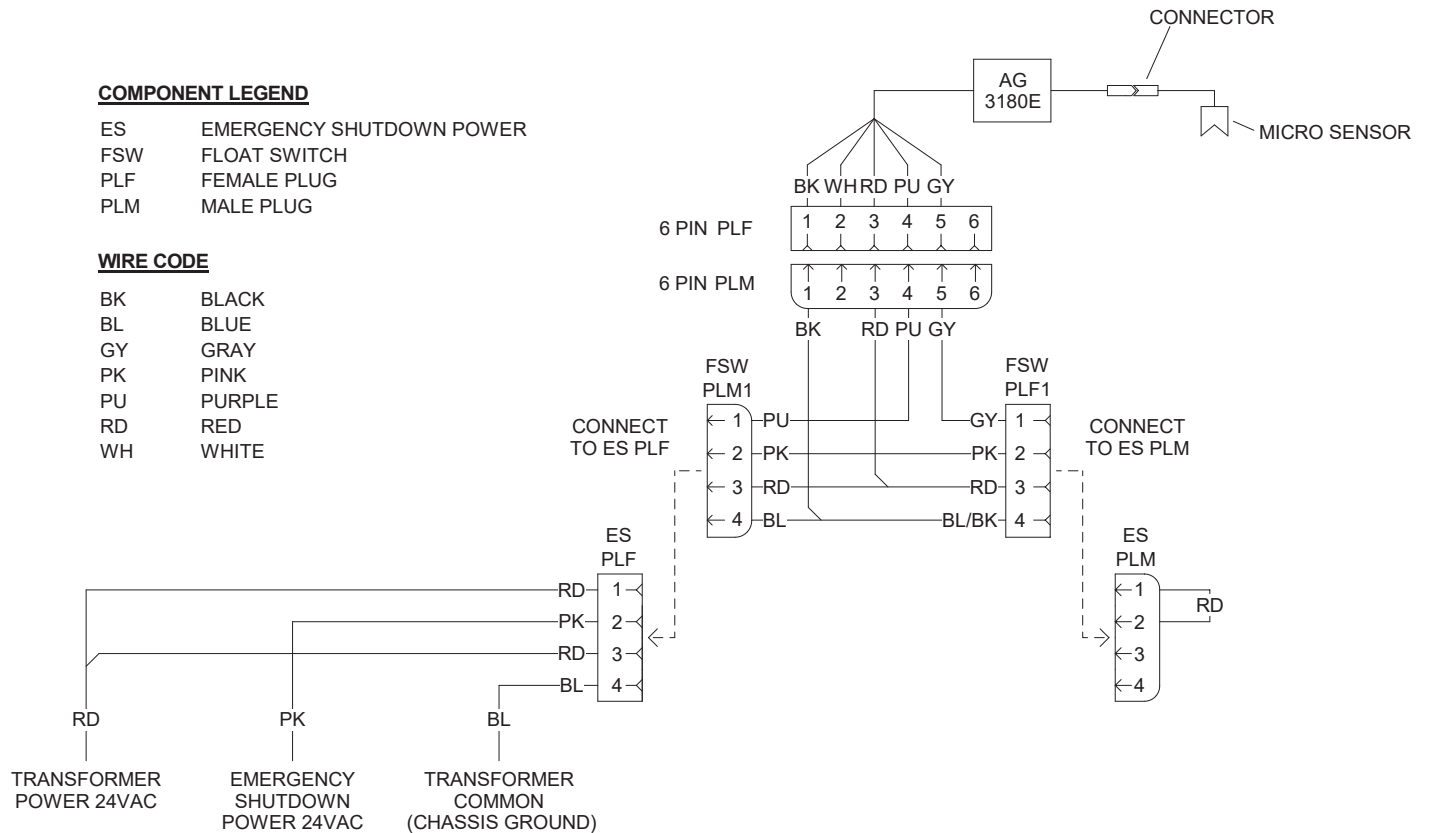 CONNECTOR
AG
3180E
MICRO SENSOR
COMPONENT LEGEND
ES EMERGENCY SHUTDOWN POWER
FSW FLOAT SWITCH
PLF FEMALE PLUG
PLM MALE PLUG
WIRE CODE
BK BLACK
BL BLUE
GY GRAY
PK PINK
PU PURPLE
RD RED
WH WHITE
BK WH RD PU GY
6 PIN PLF
1 2 3 4 5 6
6 PIN PLM
1 2 3 4 5 6
BK RD PU GY
FSW
PLM1
1 PU
2 PK
3 RD
4 BL
CONNECT
TO ES PLF
FSW
PLF1
GY 1
PK 2
RD 3
BL/BK 4
CONNECT
TO ES PLM
ES
PLF
RD 1
PK 2
RD 3
BL 4
ES
PLM
1
2
3
4
RD
RD
PK
BL
TRANSFORMER
POWER 24VAC
EMERGENCY
SHUTDOWN
POWER 24VAC
TRANSFORMER
COMMON
(CHASSIS GROUND)